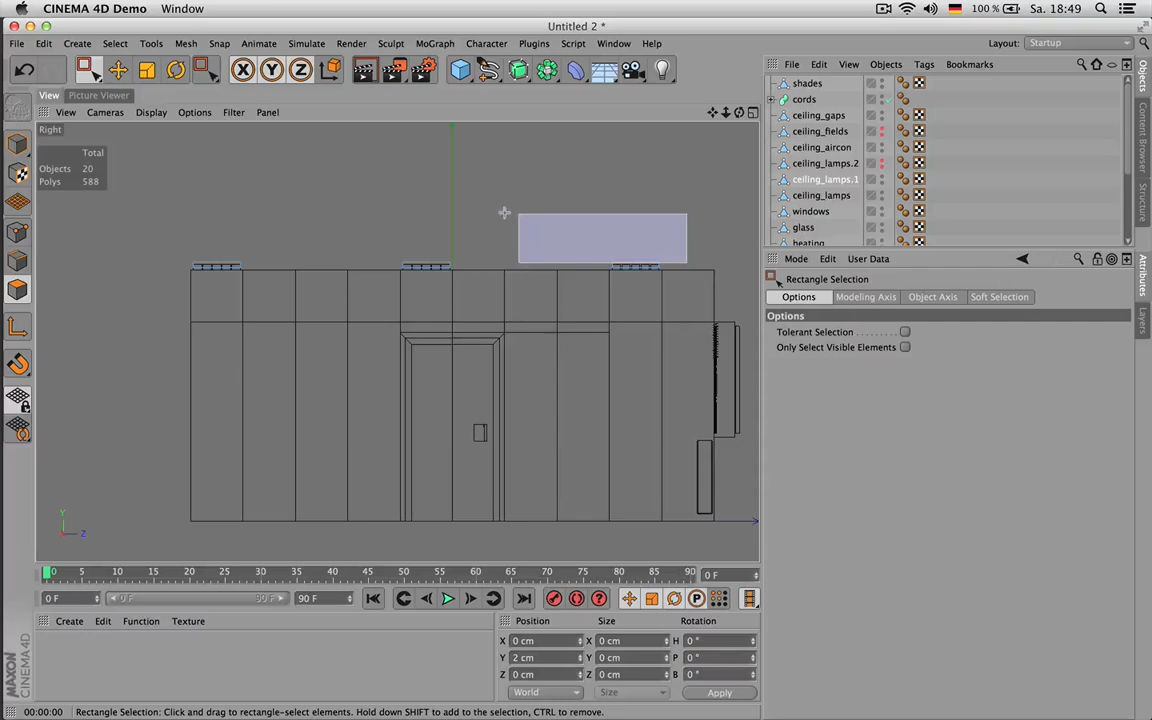 CINEMA 4D Demo Window 100 % Sa. 18:49
Untitled 2 *
File Edit Create Select Tools Mesh Snap Animate Simulate Render Sculpt MoGraph Character Plugins Script Window Help Layout: Startup
X Y Z
View Picture Viewer
View Cameras Display Options Filter Panel
File Edit View Objects Tags Bookmarks
Right
Total
Objects 20
Polys 588
shades
cords
ceiling_gaps
ceiling_fields
ceiling_aircon
ceiling_lamps.2
ceiling_lamps.1
ceiling_lamps
windows
glass
heating
Objects
Content Browser
Structure
Mode Edit User Data
Rectangle Selection
Options Modeling Axis Object Axis Soft Selection
Options
Tolerant Selection
Only Select Visible Elements
Attributes
Layers
Y
Z
0 5 10 15 20 25 30 35 40 45 50 55 60 65 70 75 80 85 90 0 F
0 F 0 F 90 F 90 F P
Create Edit Function Texture
Position Size Rotation
X 0 cm X 0 cm H 0 °
Y 2 cm Y 0 cm P 0 °
Z 0 cm Z 0 cm B 0 °
World Size Apply
MAXON
CINEMA 4D
00:00:00 Rectangle Selection: Click and drag to rectangle-select elements. Hold down SHIFT to add to the selection, CTRL to remove.